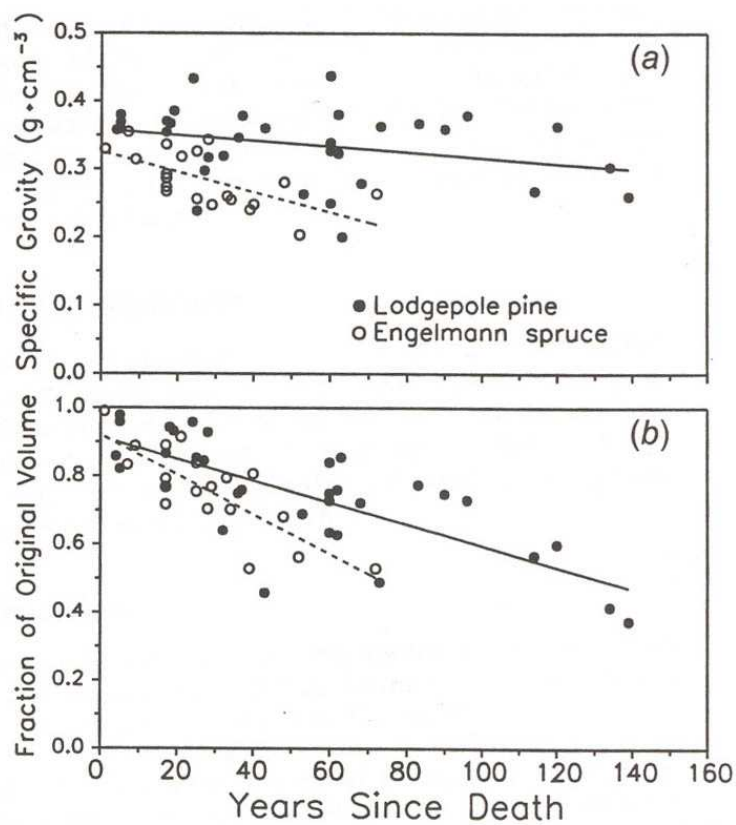 Specific Gravity (g•cm⁻³)
0.5
0.4
0.3
0.2
0.1
0.0
(a)
Lodgepole pine
Engelmann spruce
Fraction of Original Volume
1.0
0.8
0.6
0.4
0.2
0.0
(b)
0 20 40 60 80 100 120 140 160
Years Since Death